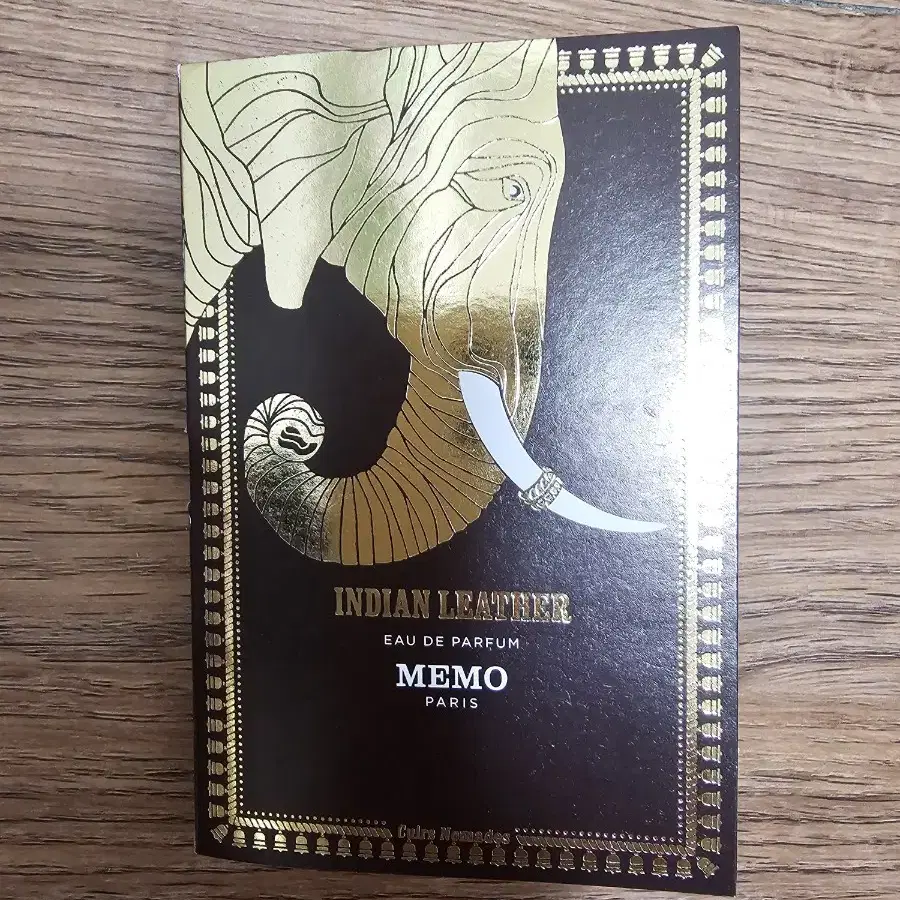 INDIAN LEATHER
EAU DE PARFUM
MEMO
PARIS
Cuirs Nomades